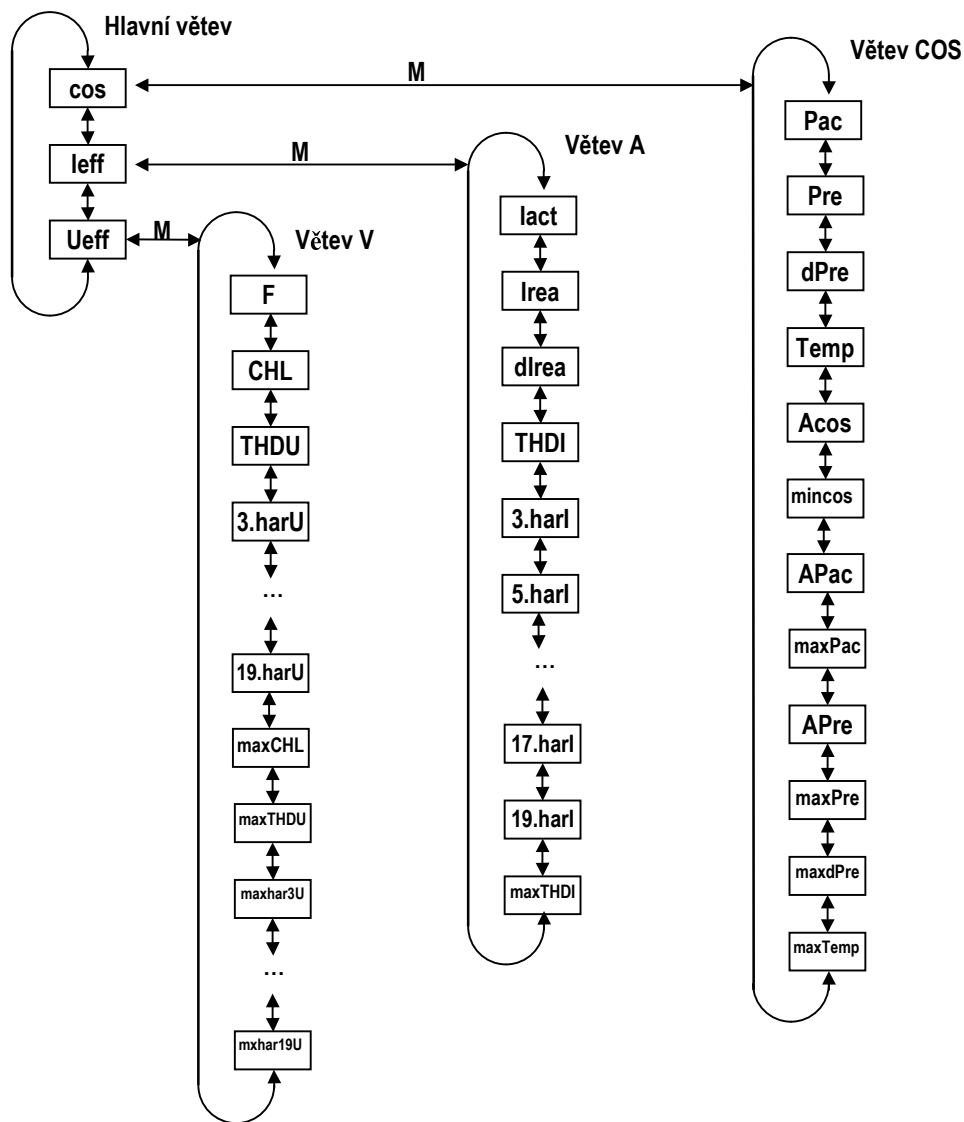 Hlavní větev
cos
Ieff
Ueff
M
M
M
Větev V
F
CHL
THDU
3.harU
...
19.harU
maxCHL
maxTHDU
maxhar3U
...
mxhar19U
Větev A
Iact
Irea
dIrea
THDI
3.harI
5.harI
...
17.harI
19.harI
maxTHDI
Větev COS
Pac
Pre
dPre
Temp
Acos
mincos
APac
maxPac
APre
maxPre
maxdPre
maxTemp